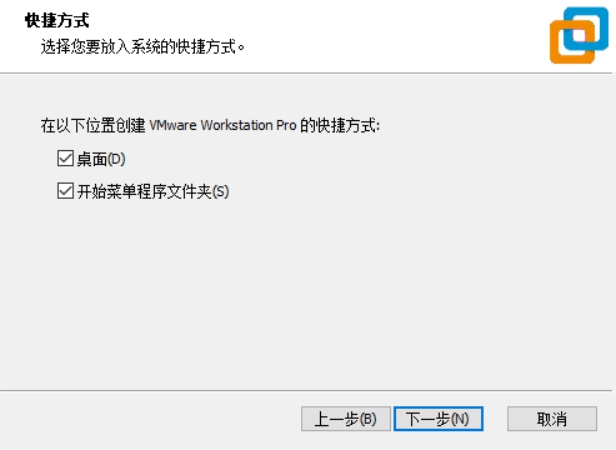 快捷方式
选择您要放入系统的快捷方式。
在以下位置创建 VMware Workstation Pro 的快捷方式:
桌面(D)
开始菜单程序文件夹(S)
上一步(B) 下一步(N) 取消